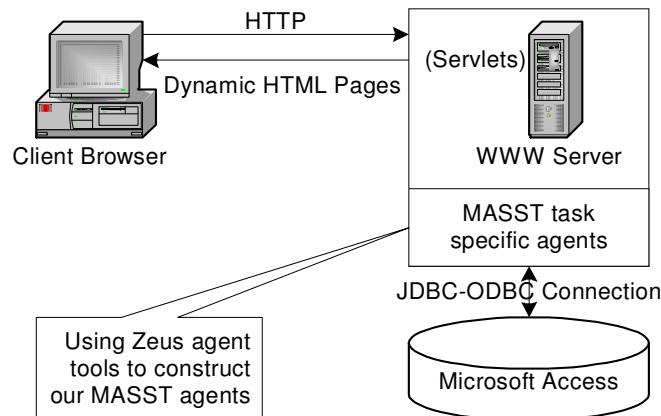 HTTP
(Servlets)
Dynamic HTML Pages
Client Browser
WWW Server
MASST task
specific agents
JDBC-ODBC Connection
Using Zeus agent
tools to construct
our MASST agents
Microsoft Access